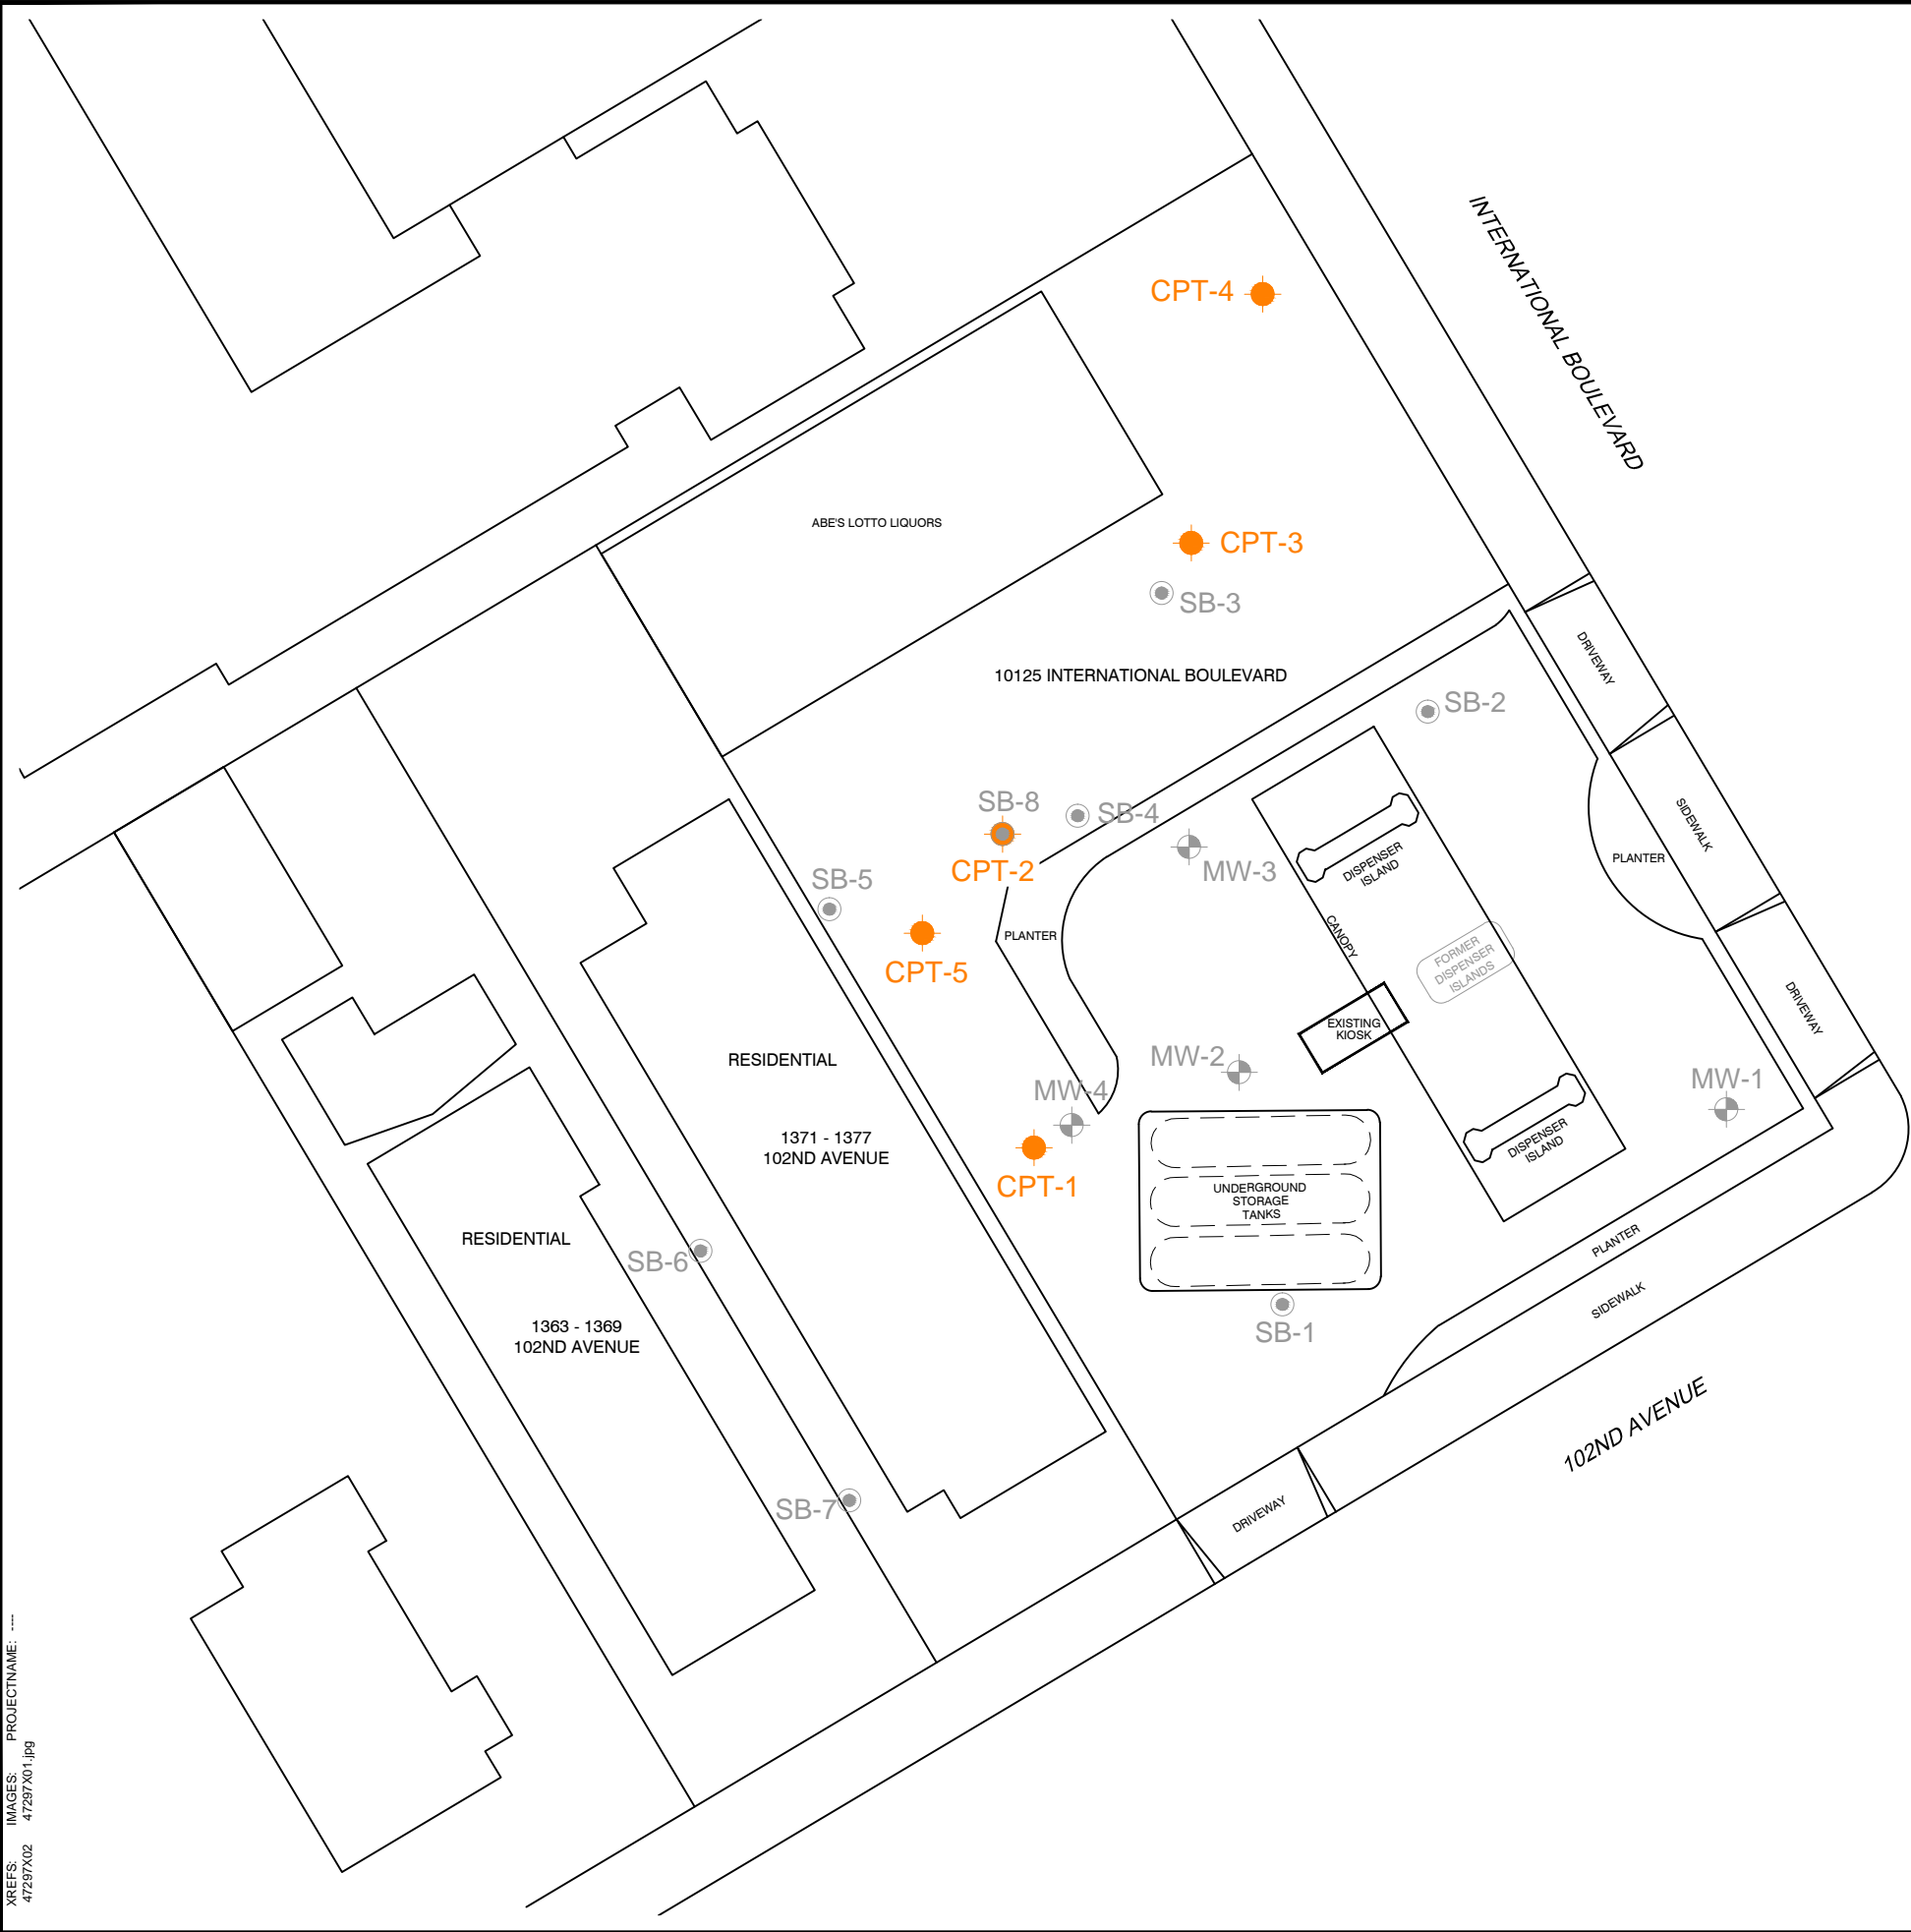 INTERNATIONAL BOULEVARD
CPT-4
ABE'S LOTTO LIQUORS
CPT-3
SB-3
10125 INTERNATIONAL BOULEVARD
DRIVEWAY
SB-2
SIDEWALK
PLANTER
SB-8
SB-4
CPT-2
MW-3
DISPENSER
ISLAND
SB-5
CANOPY
PLANTER
FORMER
DISPENSER
ISLANDS
CPT-5
DRIVEWAY
EXISTING
KIOSK
RESIDENTIAL
MW-2
MW-4
MW-1
1371 - 1377
102ND AVENUE
CPT-1
DISPENSER
ISLAND
UNDERGROUND
STORAGE
TANKS
RESIDENTIAL
SB-6
PLANTER
SIDEWALK
1363 - 1369
102ND AVENUE
SB-1
102ND AVENUE
SB-7
DRIVEWAY
XREFS: IMAGES: PROJECTNAME: ----
47297X02 47297X01.jpg